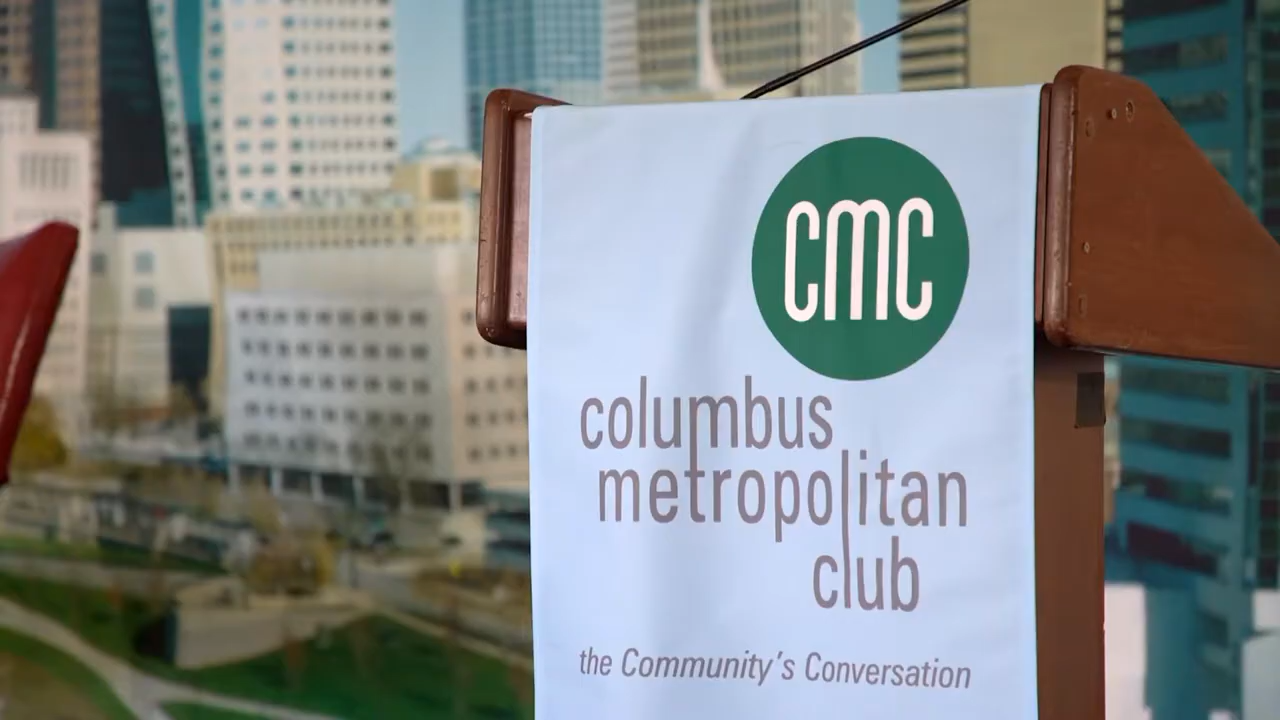 CMC
columbus
metropolitan
club
the Community's Conversation